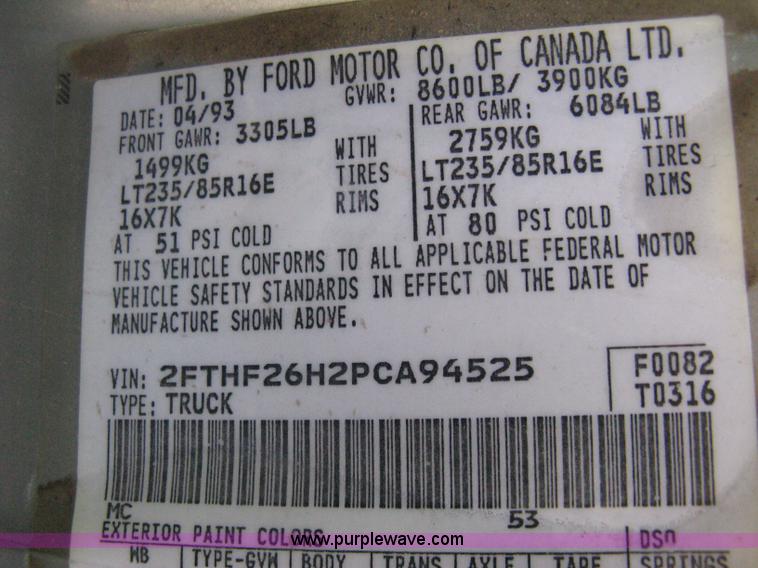 MFD. BY FORD MOTOR CO. OF CANADA LTD.
DATE: 04/93 GVWR: 8600LB/ 3900KG
FRONT GAWR: 3305LB REAR GAWR: 6084LB
1499KG WITH 2759KG WITH
LT235/85R16E TIRES LT235/85R16E TIRES
16X7K RIMS 16X7K RIMS
AT 51 PSI COLD AT 80 PSI COLD
THIS VEHICLE CONFORMS TO ALL APPLICABLE FEDERAL MOTOR
VEHICLE SAFETY STANDARDS IN EFFECT ON THE DATE OF
MANUFACTURE SHOWN ABOVE.
VIN: 2FTHF26H2PCA94525 F0082
TYPE: TRUCK T0316
MC 53
EXTERIOR PAINT COLORS DSO
www.purplewave.com
WB TYPE-GVW BODY TRANS AXLE TAPE SPRINGS